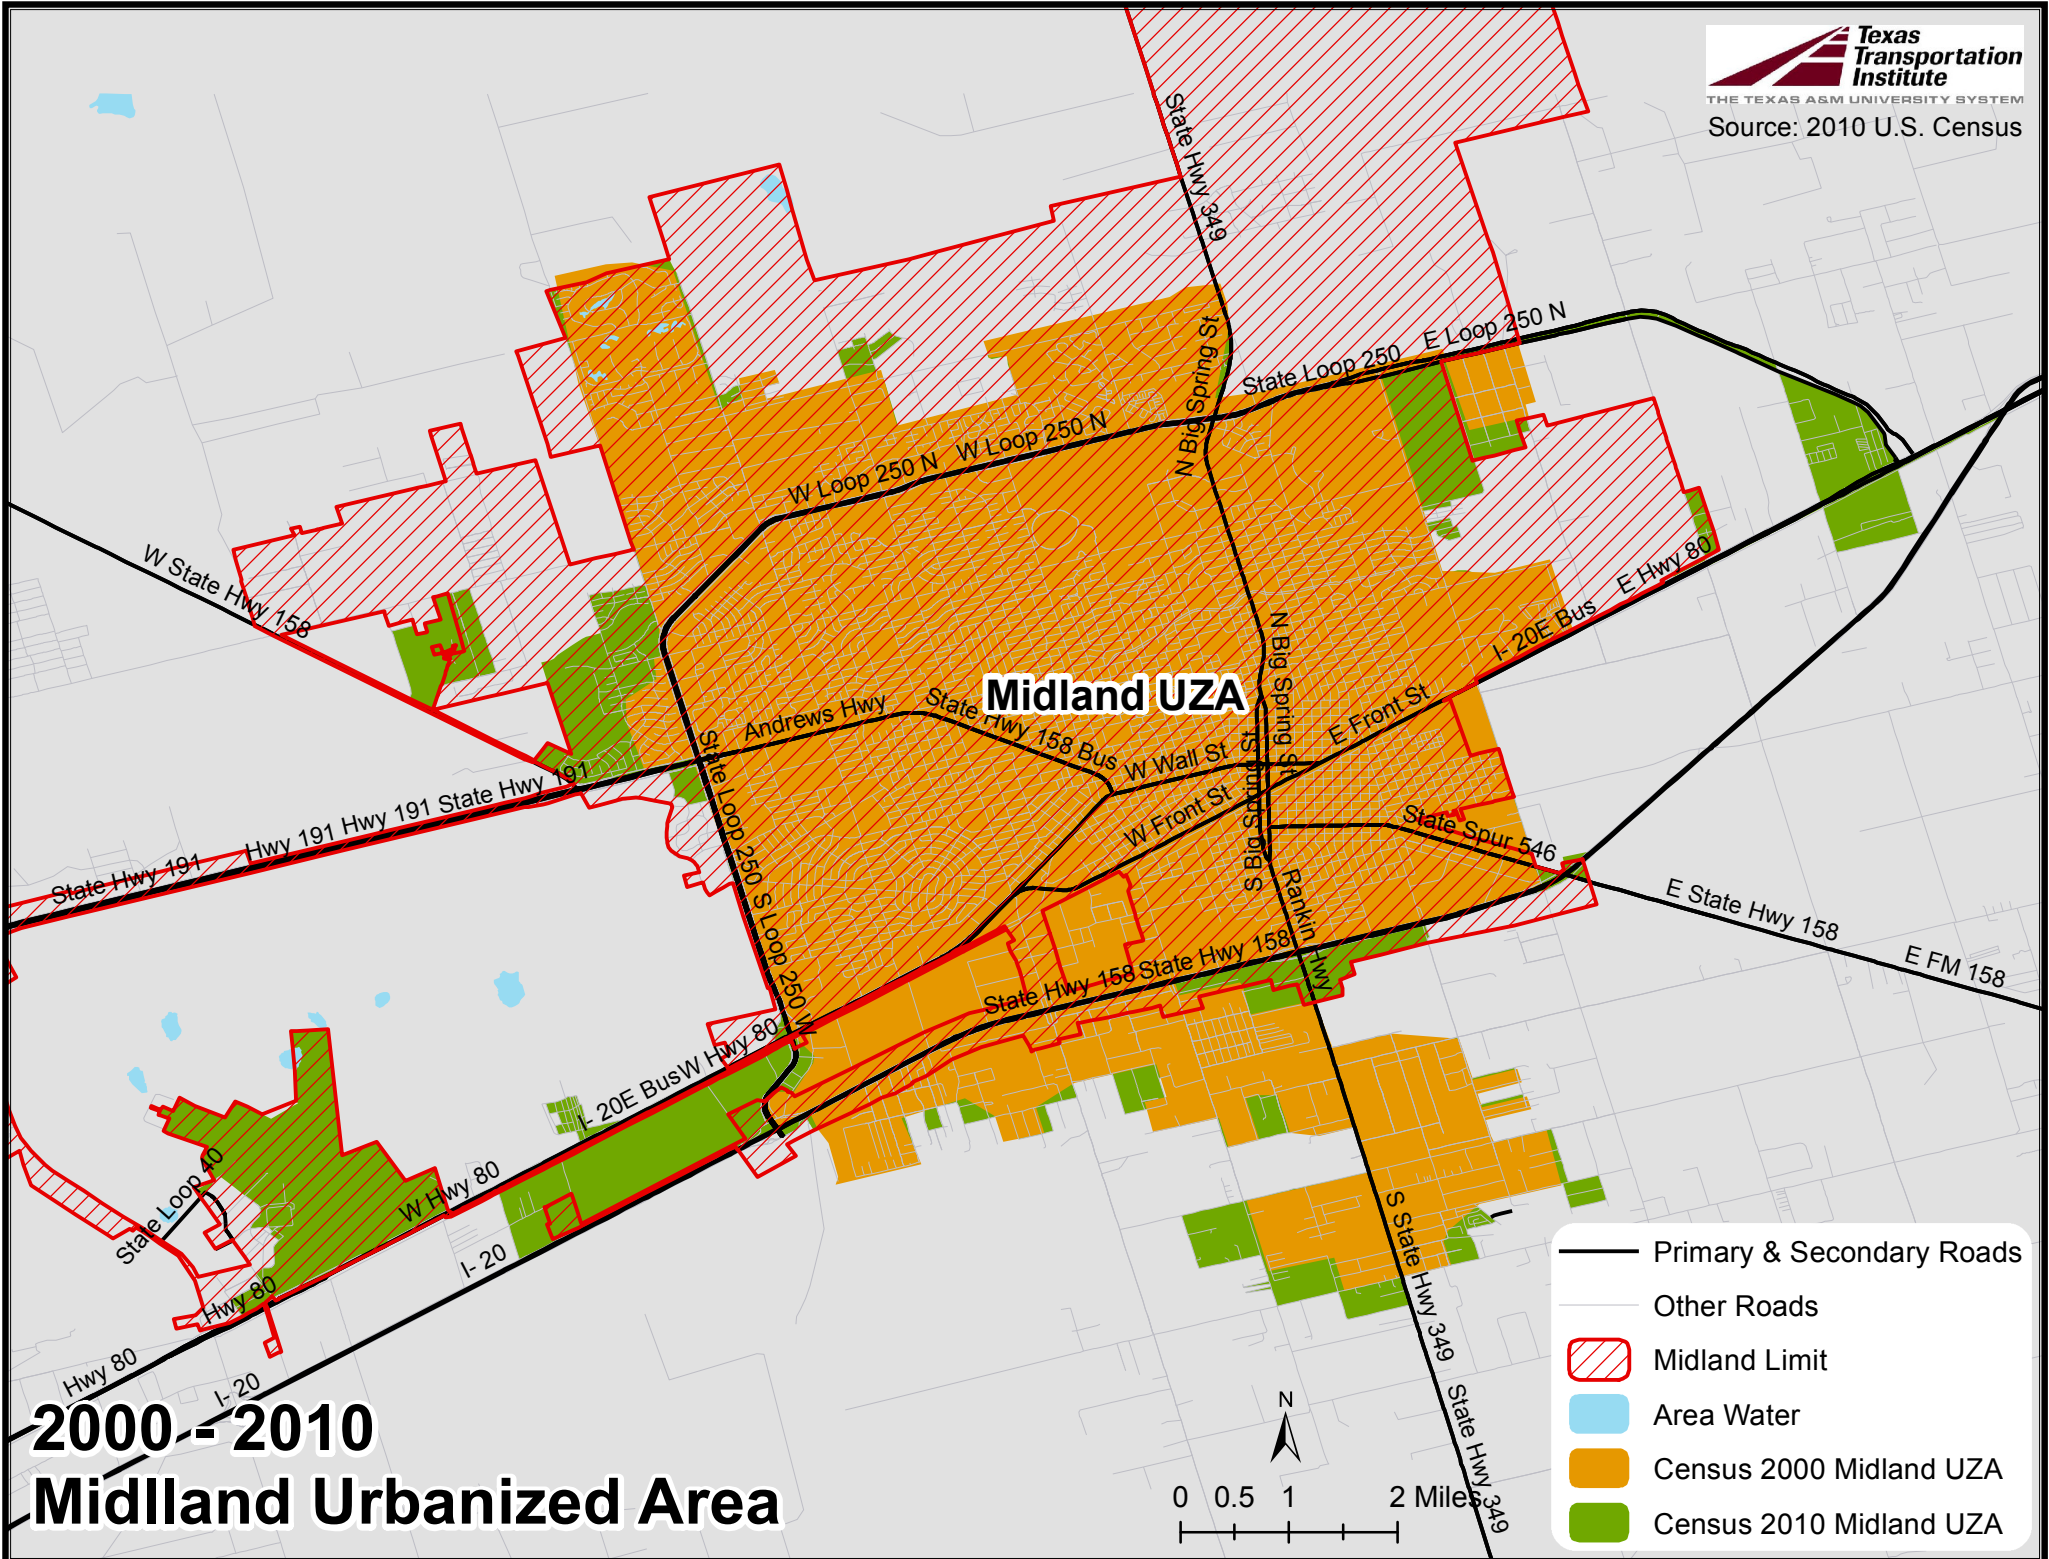 Texas
Transportation
Institute
THE TEXAS A&M UNIVERSITY SYSTEM
Source: 2010 U.S. Census
State Hwy 349
N Big Spring St
State Loop 250
E Loop 250 N
W Loop 250 N
W Loop 250 N
W State Hwy 158
E Hwy 80
I- 20E Bus
N Big Spring St
Midland UZA
Andrews Hwy
State Hwy 158 Bus
W Wall St
E Front St
W Front St
S Big Spring St
State Loop 250
S Loop 250 W
State Hwy 191
Hwy 191
Hwy 191
State Hwy 191
State Spur 546
Rankin Hwy
E State Hwy 158
E FM 158
State Hwy 158
State Hwy 158
I- 20E Bus
W Hwy 80
W Hwy 80
State Loop 40
Hwy 80
I- 20
Hwy 80
I- 20
S State Hwy 349
State Hwy 349
2000 - 2010
Midlland Urbanized Area
N
0 0.5 1 2 Miles
Primary & Secondary Roads
Other Roads
Midland Limit
Area Water
Census 2000 Midland UZA
Census 2010 Midland UZA